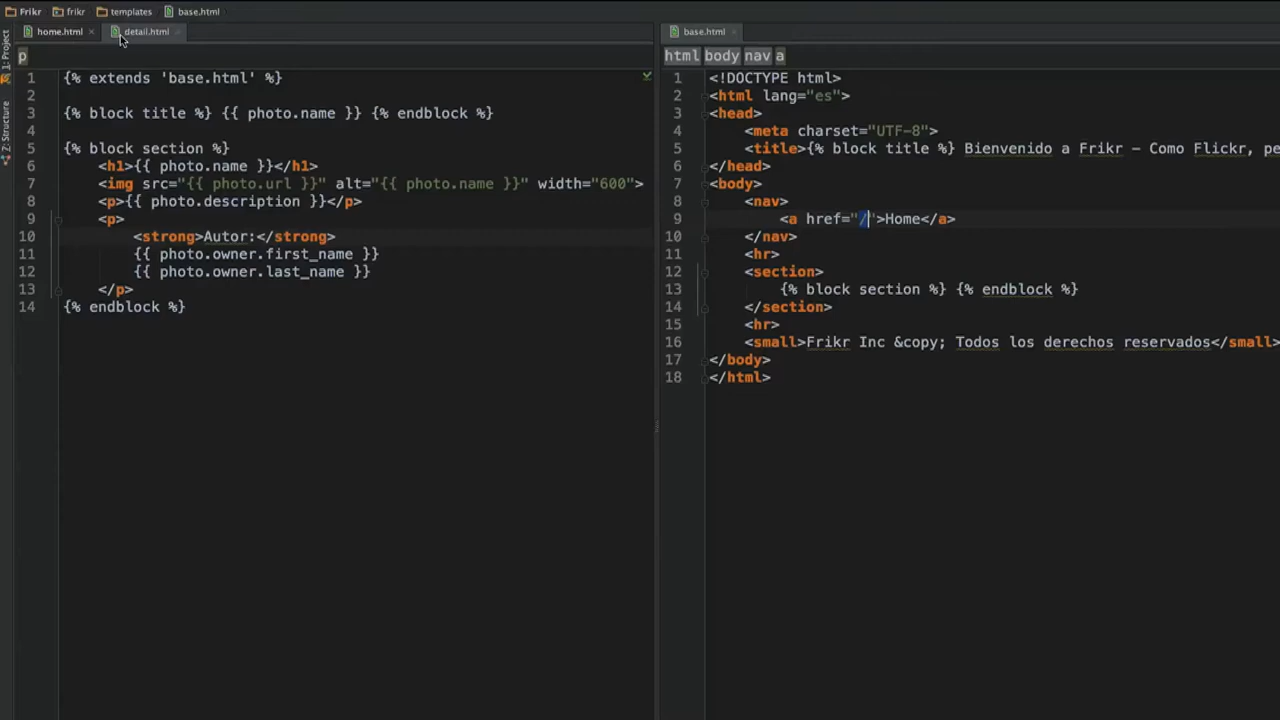 Frikr frikr templates base.html
home.html detail.html
p
1 {% extends 'base.html' %}
2
3 {% block title %} {{ photo.name }} {% endblock %}
4
5 {% block section %}
6 <h1>{{ photo.name }}</h1>
7 <img src="{{ photo.url }}" alt="{{ photo.name }}" width="600">
8 <p>{{ photo.description }}</p>
9 <p>
10 <strong>Autor:</strong>
11 {{ photo.owner.first_name }}
12 {{ photo.owner.last_name }}
13 </p>
14 {% endblock %}
base.html
html body nav a
1 <!DOCTYPE html>
2 <html lang="es">
3 <head>
4 <meta charset="UTF-8">
5 <title>{% block title %} Bienvenido a Frikr – Como Flickr, pe
6 </head>
7 <body>
8 <nav>
9 <a href="/">Home</a>
10 </nav>
11 <hr>
12 <section>
13 {% block section %} {% endblock %}
14 </section>
15 <hr>
16 <small>Frikr Inc &copy; Todos los derechos reservados</small>
17 </body>
18 </html>
1: Project
Z: Structure